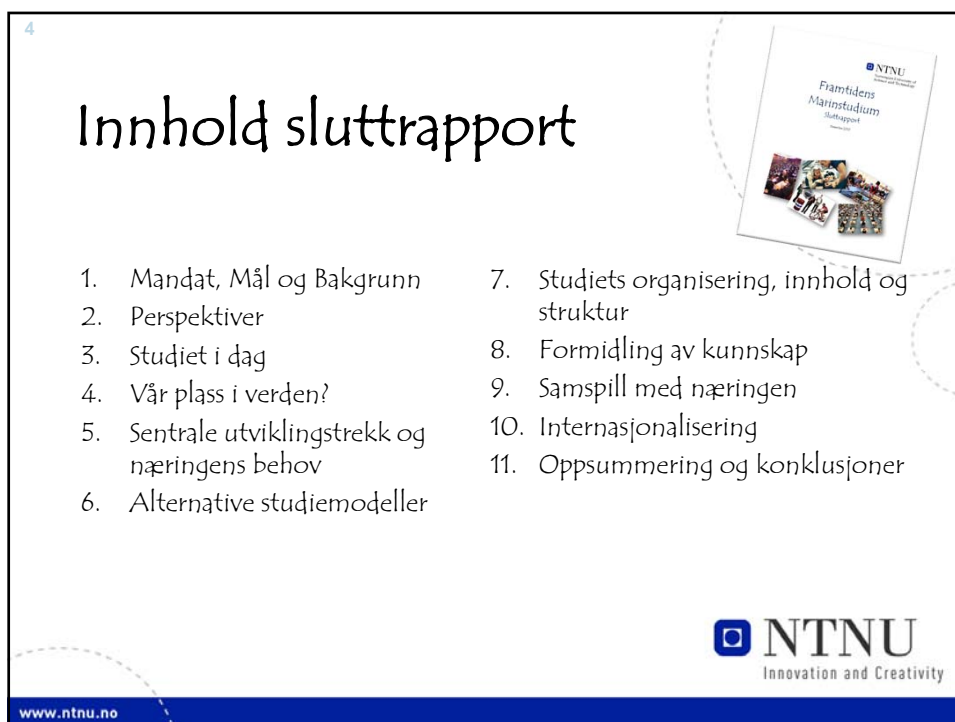 4
Innhold sluttrapport
NTNU
Framtidens
Marinstudium
Sluttrapport
1. Mandat, Mål og Bakgrunn
2. Perspektiver
3. Studiet i dag
4. Vår plass i verden?
5. Sentrale utviklingstrekk og
næringens behov
6. Alternative studiemodeller
7. Studiets organisering, innhold og
struktur
8. Formidling av kunnskap
9. Samspill med næringen
10. Internasjonalisering
11. Oppsummering og konklusjoner
NTNU
Innovation and Creativity
www.ntnu.no